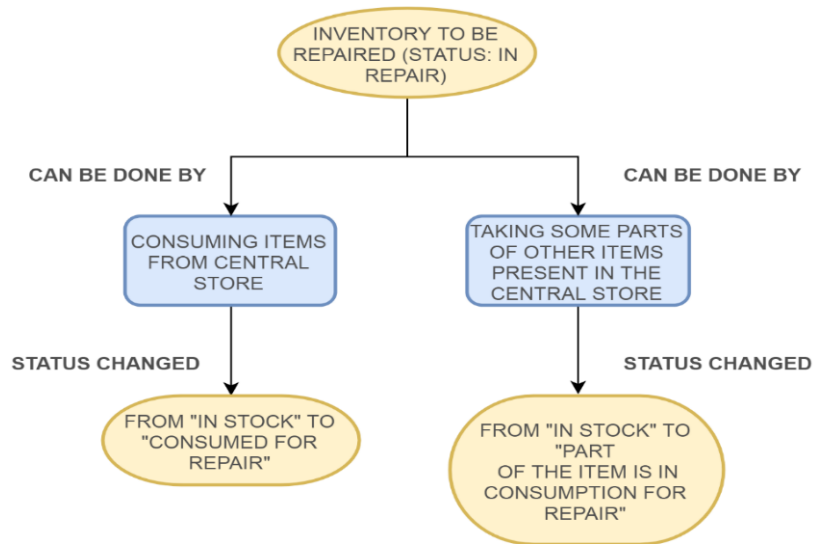 INVENTORY TO BE
REPAIRED (STATUS: IN
REPAIR)
CAN BE DONE BY
CAN BE DONE BY
CONSUMING ITEMS
FROM CENTRAL
STORE
TAKING SOME PARTS
OF OTHER ITEMS
PRESENT IN THE
CENTRAL STORE
STATUS CHANGED
STATUS CHANGED
FROM "IN STOCK" TO
"CONSUMED FOR
REPAIR"
FROM "IN STOCK" TO
"PART
OF THE ITEM IS IN
CONSUMPTION FOR
REPAIR"